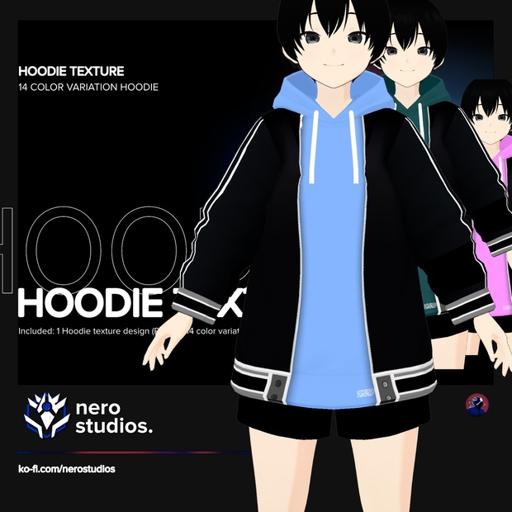 HOODIE TEXTURE
14 COLOR VARIATION HOODIE
HOO
HOODIE
Included: 1 Hoodie texture design 4 color variat
nero
studios.
ko-fi.com/nerostudios